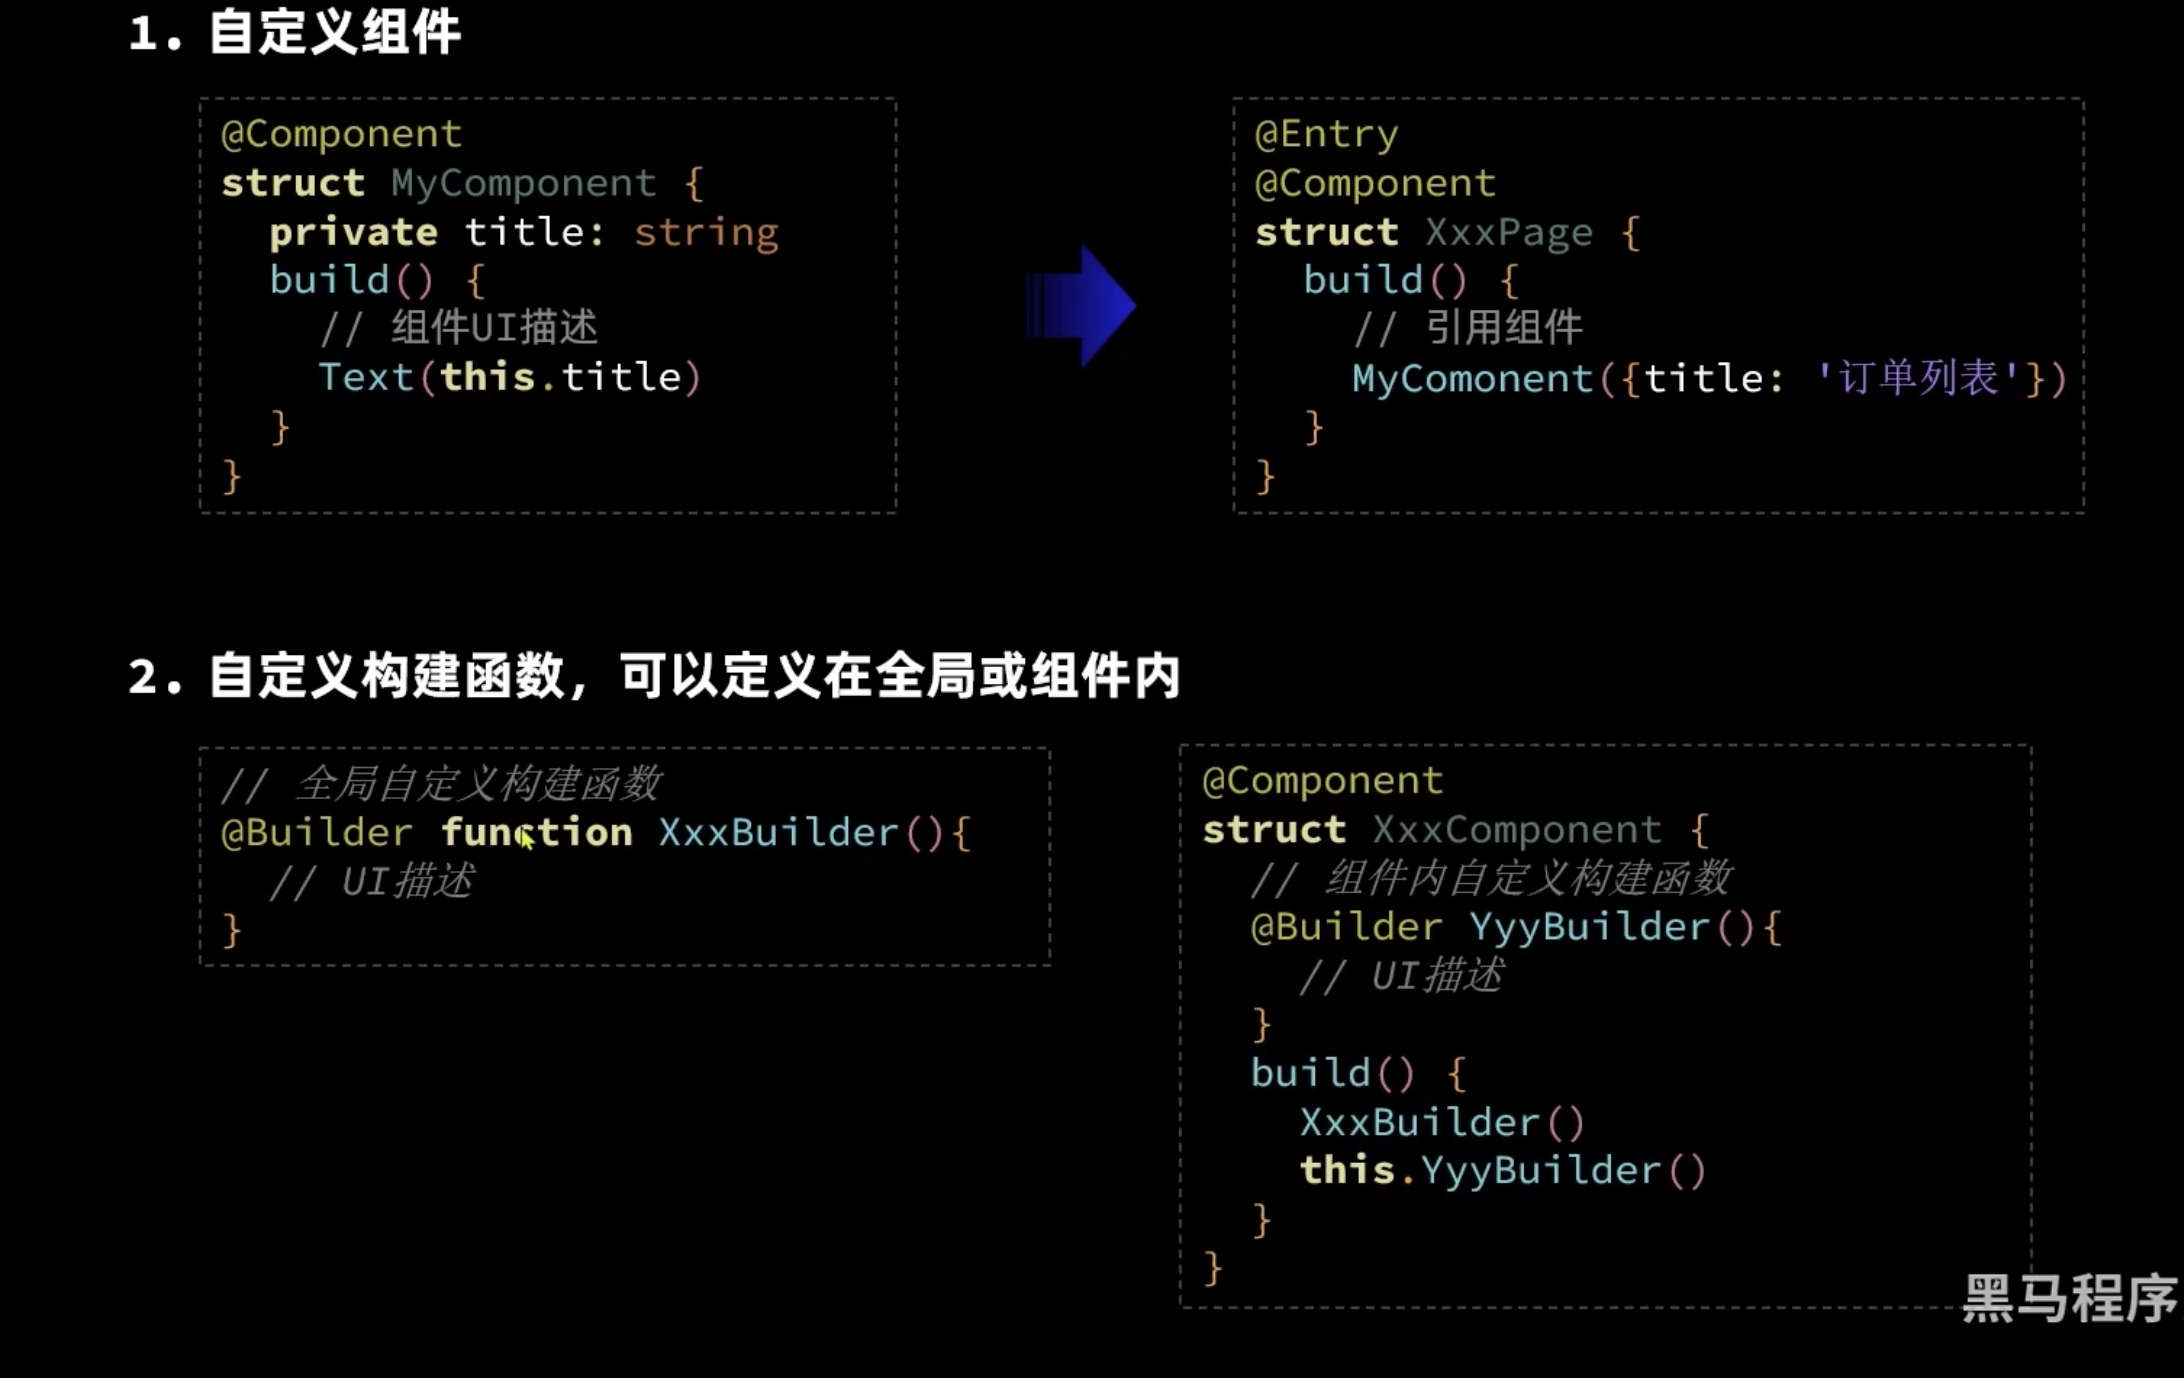 1. 自定义组件
@Component
struct MyComponent {
  private title: string
  build() {
    // 组件UI描述
    Text(this.title)
  }
}
@Entry
@Component
struct XxxPage {
  build() {
    // 引用组件
    MyComonent({title: '订单列表'})
  }
}
2. 自定义构建函数，可以定义在全局或组件内
// 全局自定义构建函数
@Builder function XxxBuilder(){
  // UI描述
}
@Component
struct XxxComponent {
  // 组件内自定义构建函数
  @Builder YyyBuilder(){
    // UI描述
  }
  build() {
    XxxBuilder()
    this.YyyBuilder()
  }
}
黑马程序